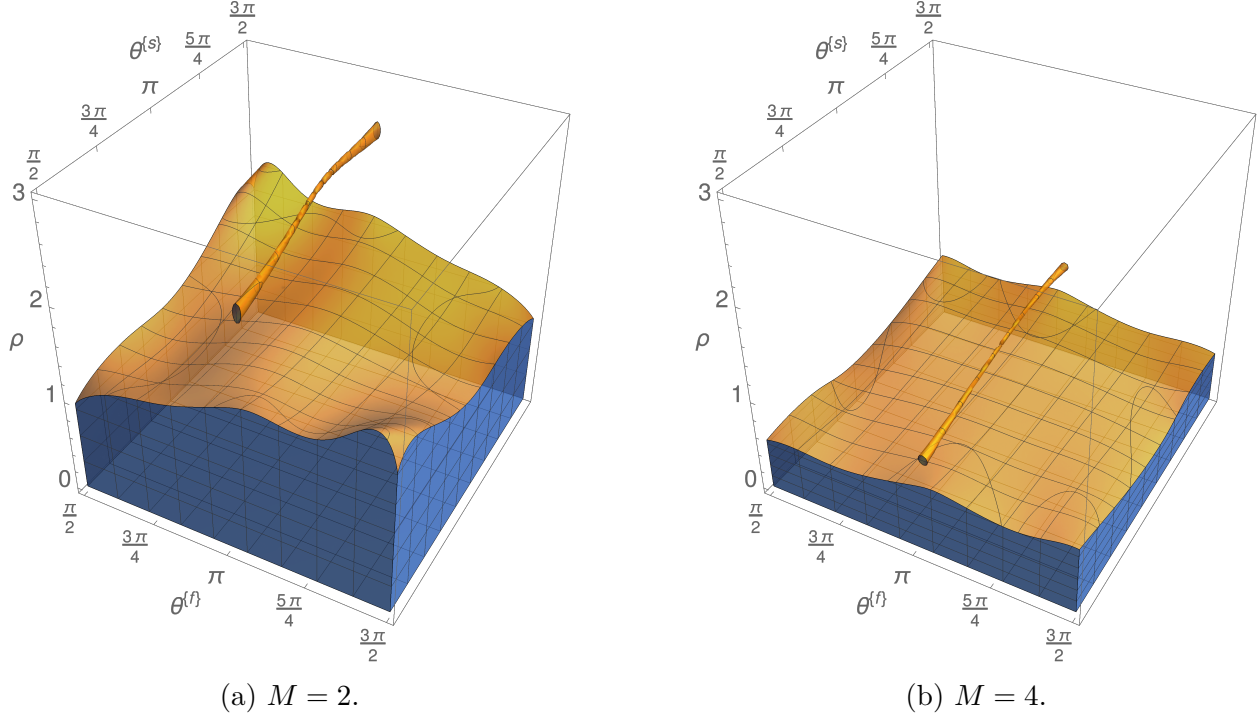 3π/2
5π/4
θ^{s}
π
3π/4
π/2
3
2
ρ
1
0
π/2
3π/4
π
θ^{f}
5π/4
3π/2
(a) M = 2.
3π/2
5π/4
θ^{s}
π
3π/4
π/2
3
2
ρ
1
0
π/2
3π/4
π
θ^{f}
5π/4
3π/2
(b) M = 4.